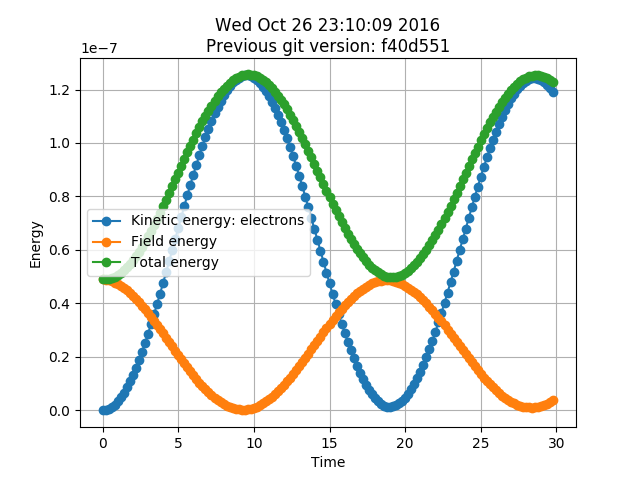 Wed Oct 26 23:10:09 2016
Previous git version: f40d551
1e−7
1.2
1.0
0.8
0.6
0.4
0.2
0.0
Energy
Kinetic energy: electrons
Field energy
Total energy
0 5 10 15 20 25 30
Time